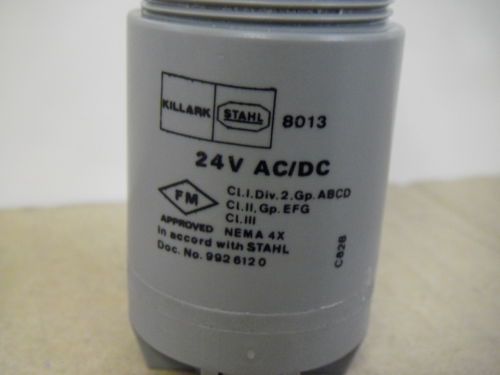 KILLARK STAHL 8013
24V AC/DC
FM Cl.I.Div.2.Gp.ABCD
Cl.II,Gp.EFG
Cl.III
APPROVED NEMA 4X
In accord with STAHL
Doc. No. 992 612 0
C82B